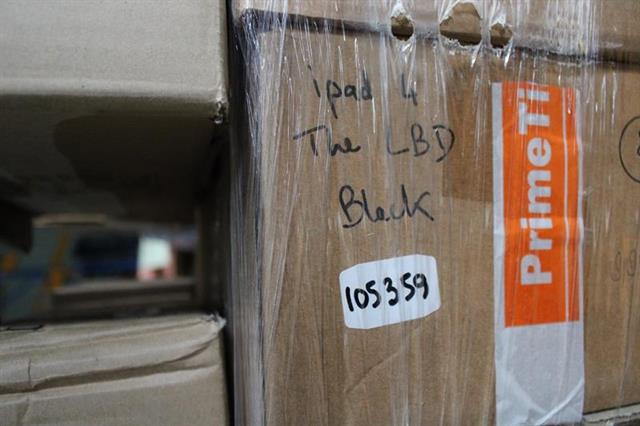 ipad 4
The LBD
Black
105359
PrimeTi